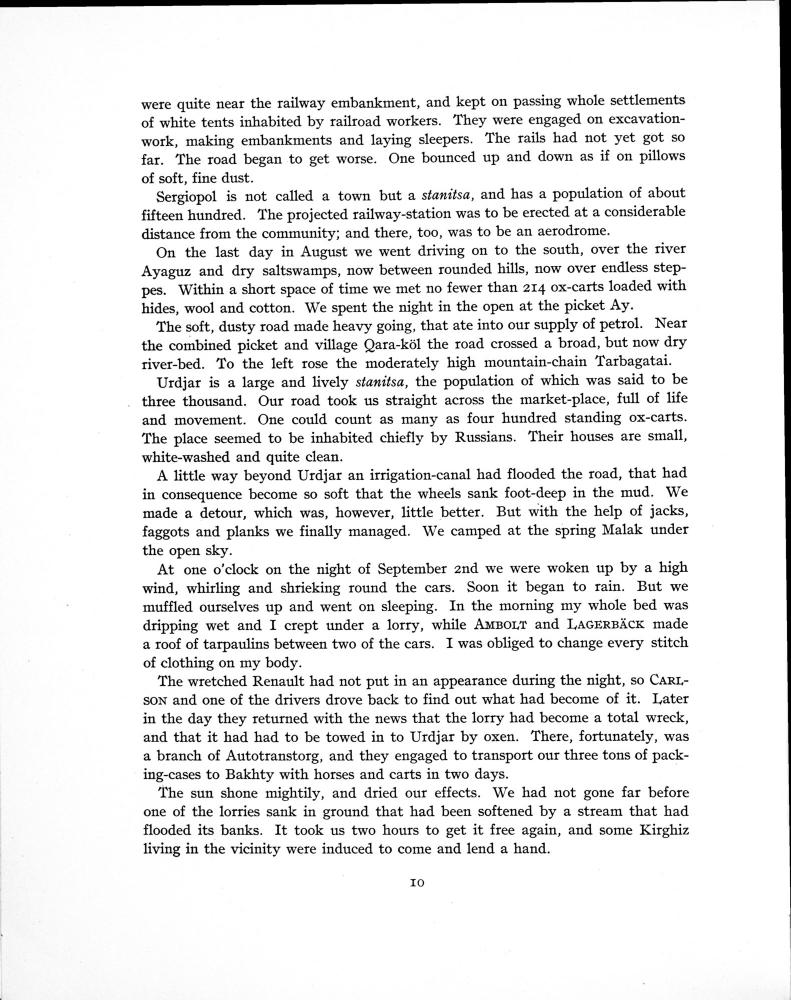 were quite near the railway embankment, and kept on passing whole settlements
of white tents inhabited by railroad workers. They were engaged on excavation-
work, making embankments and laying sleepers. The rails had not yet got so
far. The road began to get worse. One bounced up and down as if on pillows
of soft, fine dust.
Sergiopol is not called a town but a stanitsa, and has a population of about
fifteen hundred. The projected railway-station was to be erected at a considerable
distance from the community; and there, too, was to be an aerodrome.
On the last day in August we went driving on to the south, over the river
Ayaguz and dry saltswamps, now between rounded hills, now over endless step-
pes. Within a short space of time we met no fewer than 214 ox-carts loaded with
hides, wool and cotton. We spent the night in the open at the picket Ay.
The soft, dusty road made heavy going, that ate into our supply of petrol. Near
the combined picket and village Qara-köl the road crossed a broad, but now dry
river-bed. To the left rose the moderately high mountain-chain Tarbagatai.
Urdjar is a large and lively stanitsa, the population of which was said to be
three thousand. Our road took us straight across the market-place, full of life
and movement. One could count as many as four hundred standing ox-carts.
The place seemed to be inhabited chiefly by Russians. Their houses are small,
white-washed and quite clean.
A little way beyond Urdjar an irrigation-canal had flooded the road, that had
in consequence become so soft that the wheels sank foot-deep in the mud. We
made a detour, which was, however, little better. But with the help of jacks,
faggots and planks we finally managed. We camped at the spring Malak under
the open sky.
At one o'clock on the night of September 2nd we were woken up by a high
wind, whirling and shrieking round the cars. Soon it began to rain. But we
muffled ourselves up and went on sleeping. In the morning my whole bed was
dripping wet and I crept under a lorry, while AMBOLT and LAGERBÄCK made
a roof of tarpaulins between two of the cars. I was obliged to change every stitch
of clothing on my body.
The wretched Renault had not put in an appearance during the night, so CARL-
SON and one of the drivers drove back to find out what had become of it. Later
in the day they returned with the news that the lorry had become a total wreck,
and that it had had to be towed in to Urdjar by oxen. There, fortunately, was
a branch of Autotranstorg, and they engaged to transport our three tons of pack-
ing-cases to Bakhty with horses and carts in two days.
The sun shone mightily, and dried our effects. We had not gone far before
one of the lorries sank in ground that had been softened by a stream that had
flooded its banks. It took us two hours to get it free again, and some Kirghiz
living in the vicinity were induced to come and lend a hand.
10